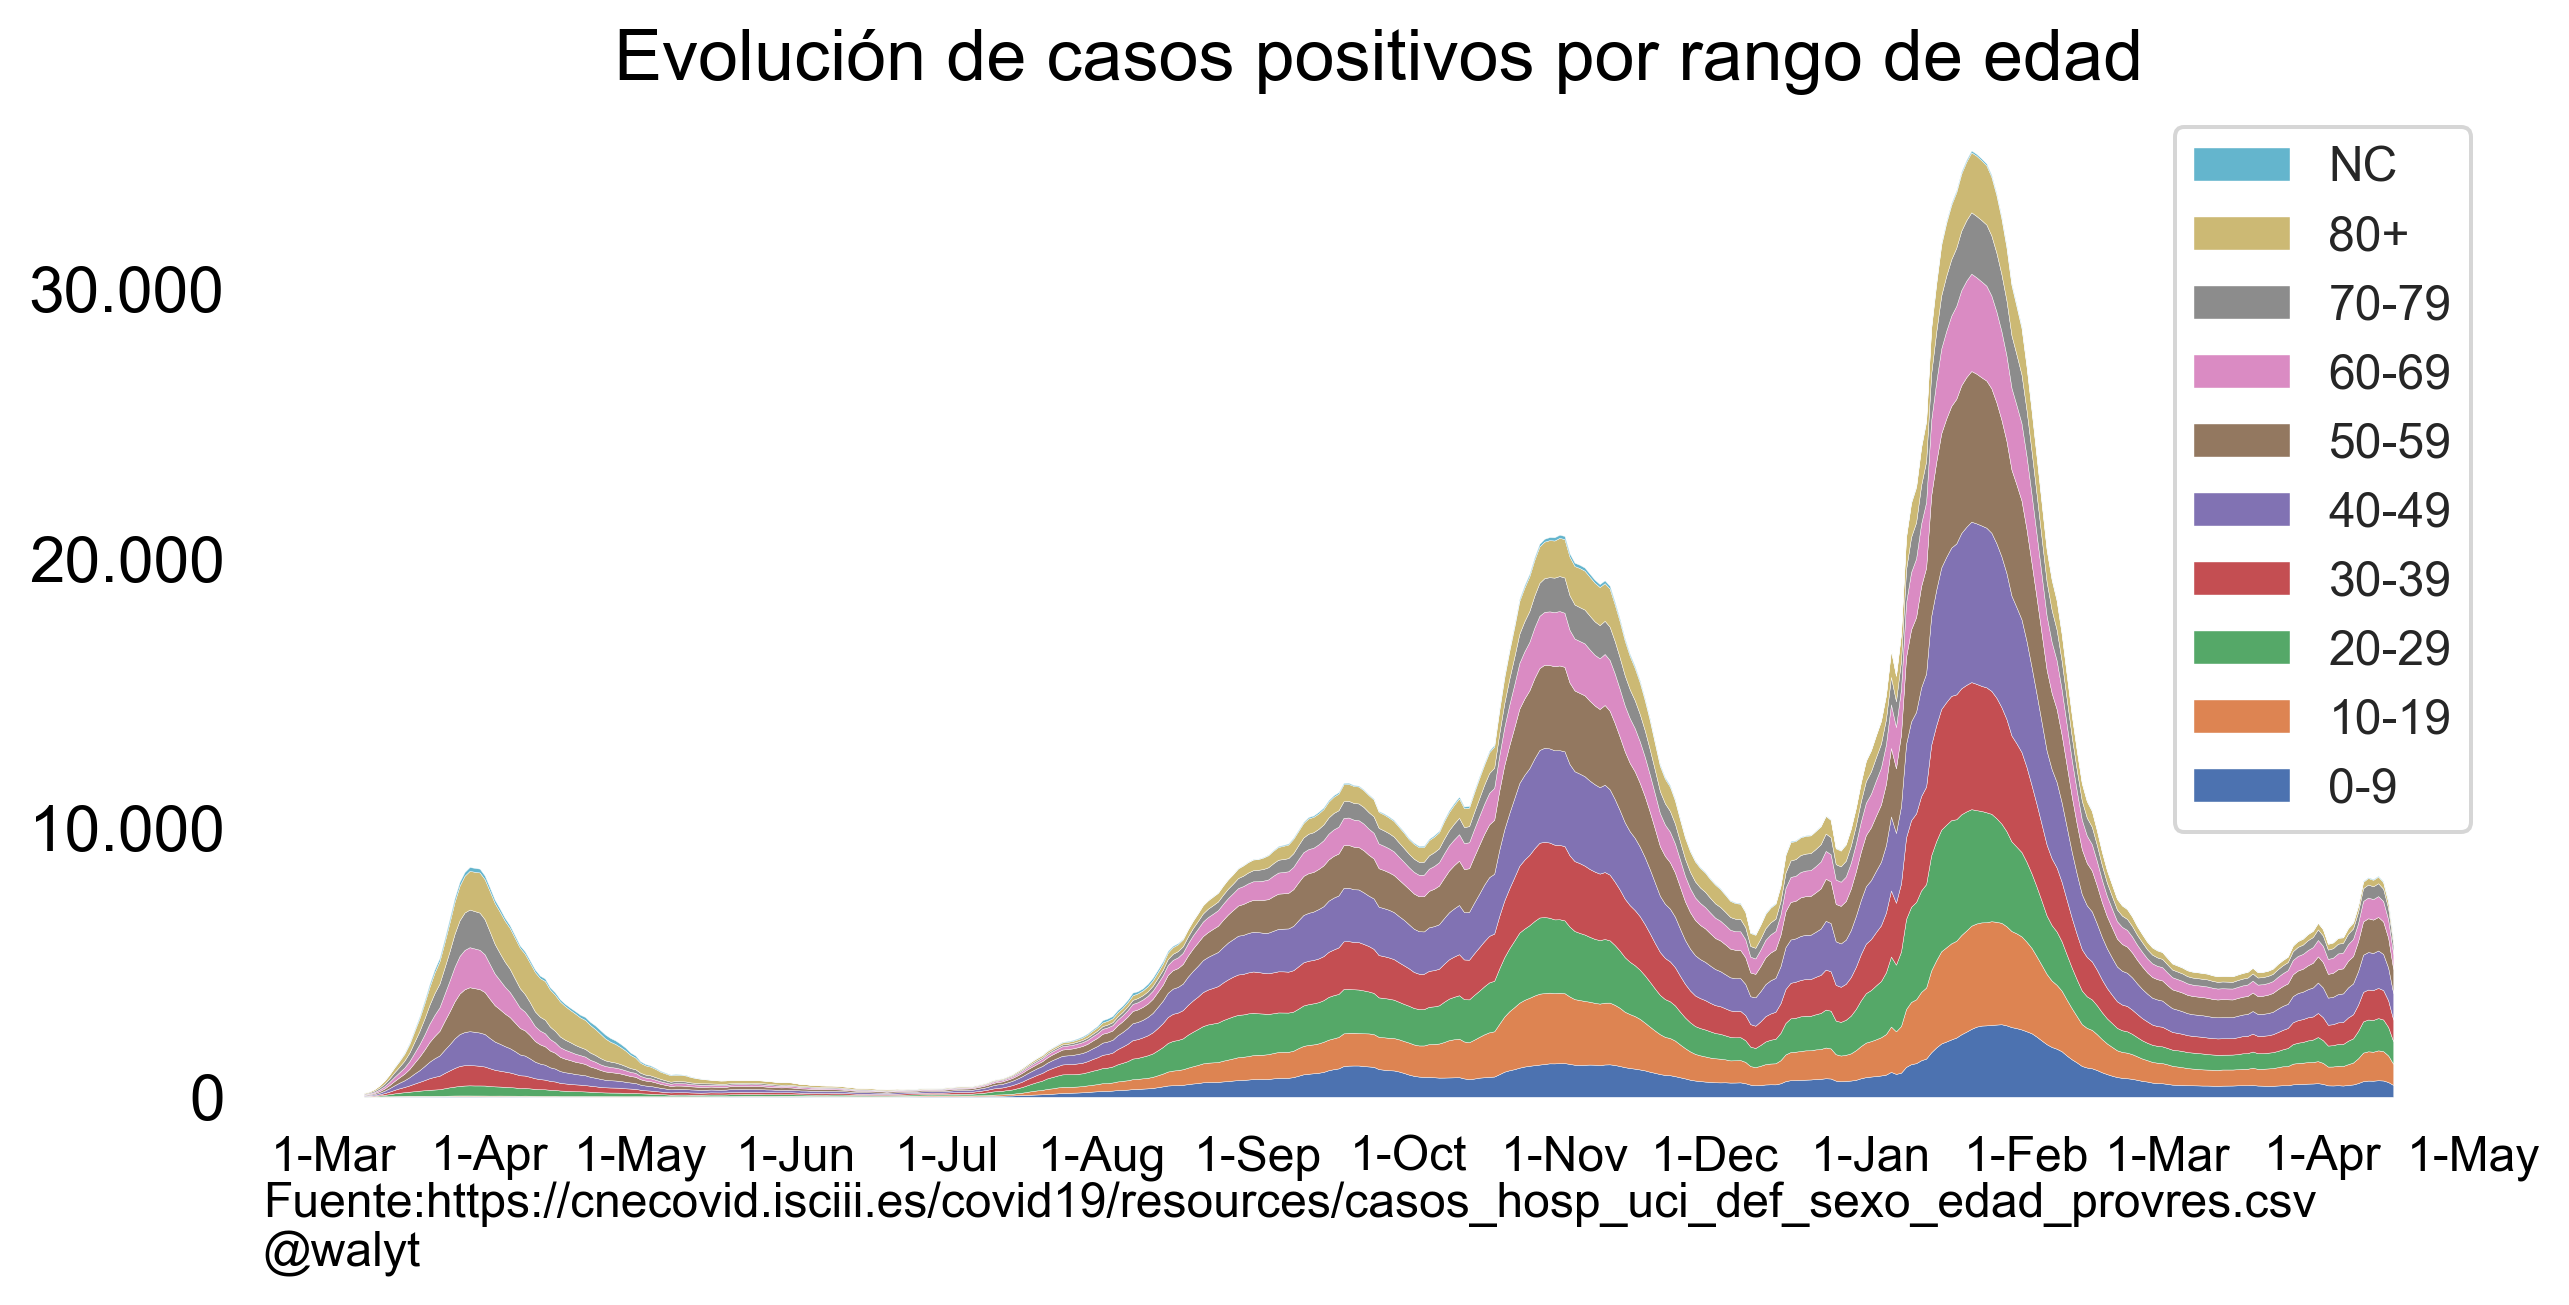 Evolución de casos positivos por rango de edad
NC
80+
70-79
60-69
50-59
40-49
30-39
20-29
10-19
0-9
30.000
20.000
10.000
0
1-Mar 1-Apr 1-May 1-Jun 1-Jul 1-Aug 1-Sep 1-Oct 1-Nov 1-Dec 1-Jan 1-Feb 1-Mar 1-Apr 1-May
Fuente:https://cnecovid.isciii.es/covid19/resources/casos_hosp_uci_def_sexo_edad_provres.csv
@walyt